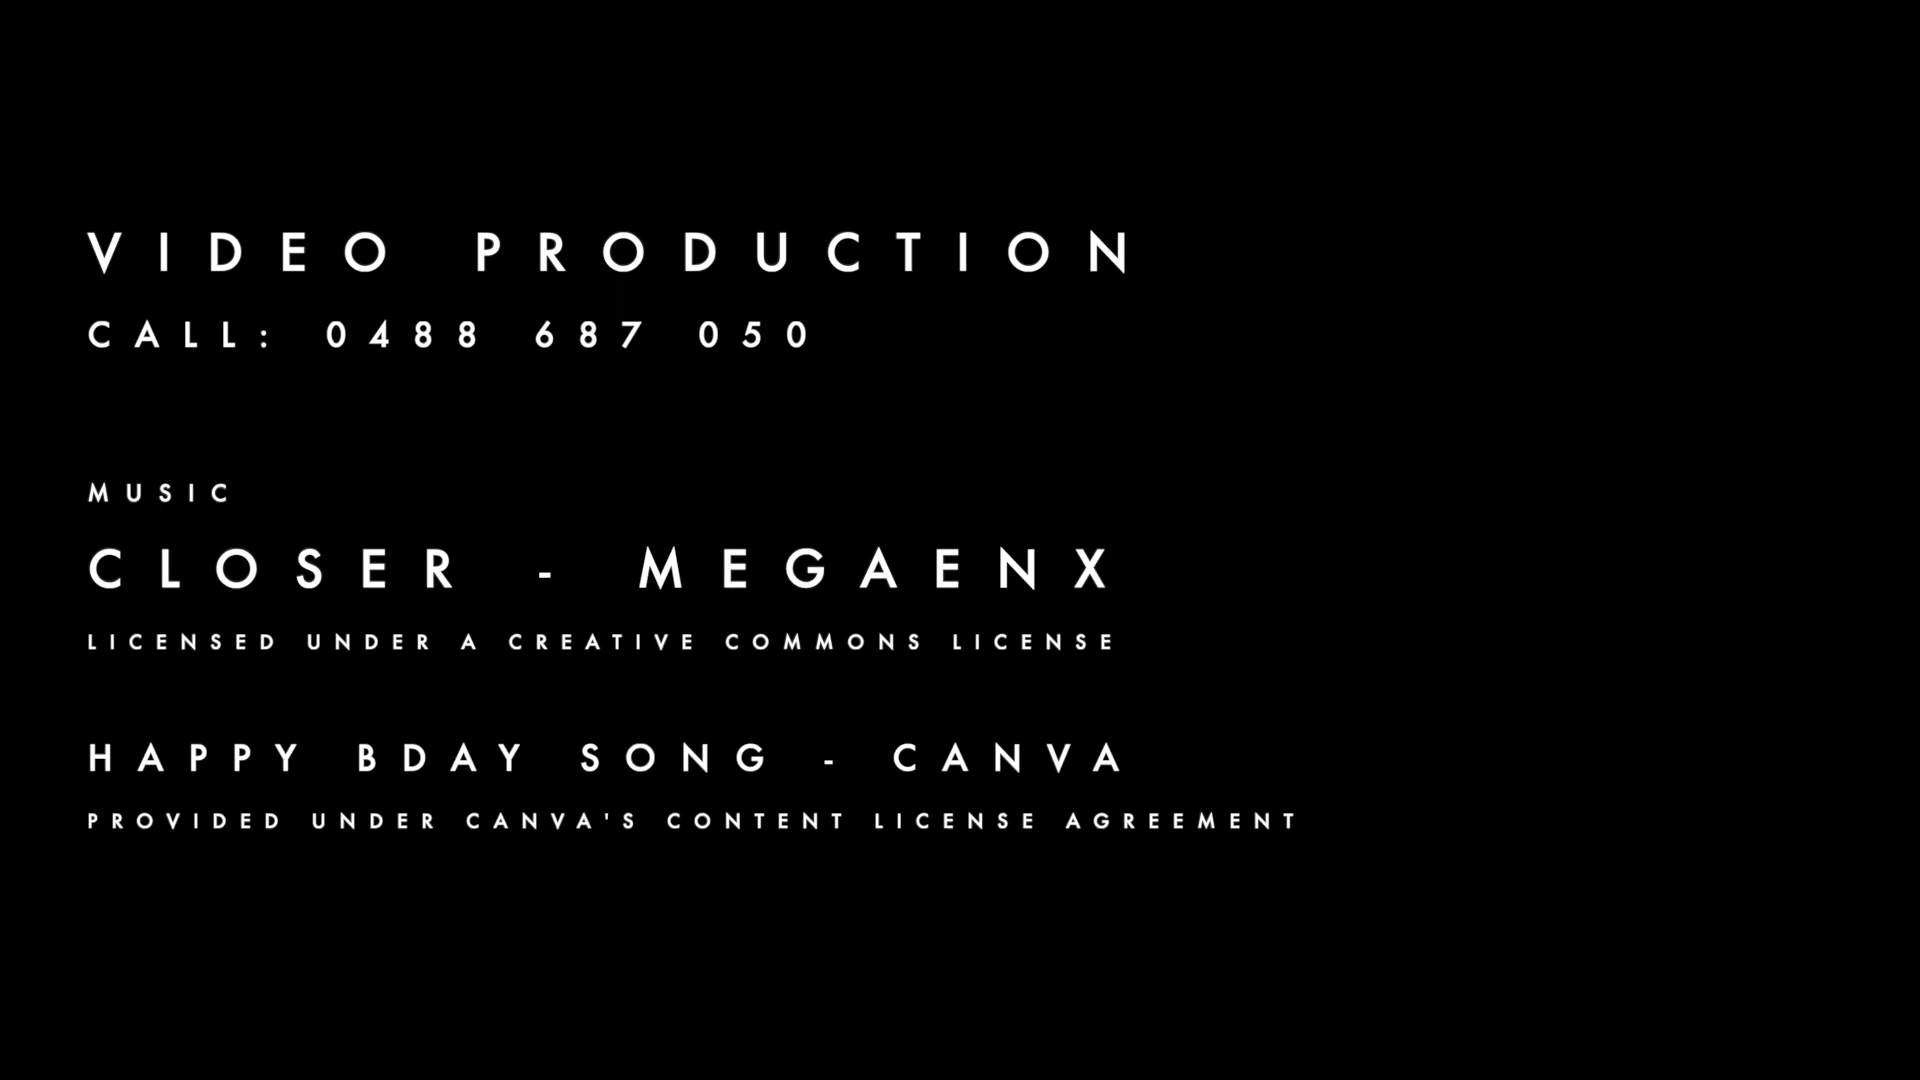 VIDEO PRODUCTION
CALL: 0488 687 050
MUSIC
CLOSER - MEGAENX
LICENSED UNDER A CREATIVE COMMONS LICENSE
HAPPY BDAY SONG - CANVA
PROVIDED UNDER CANVA'S CONTENT LICENSE AGREEMENT